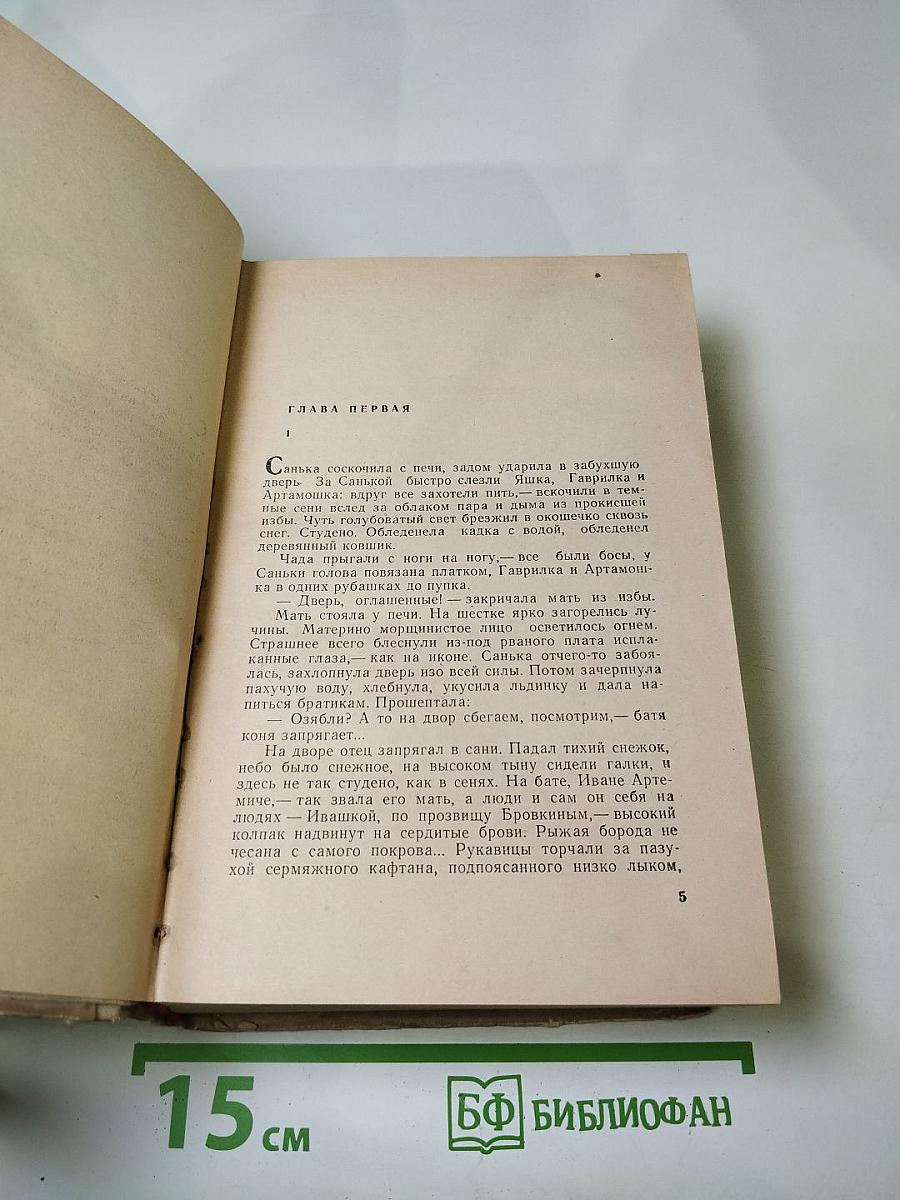 ГЛАВА ПЕРВАЯ
1
Санька соскочила с печи, задом ударила в забухшую
дверь. За Санькой быстро слезли Яшка, Гаврилка и
Артамошка: вдруг все захотели пить,— вскочили в тем-
ные сени вслед за облаком пара и дыма из прокисшей
избы. Чуть голубоватый свет брезжил в окошечко сквозь
снег. Студено. Обледенела кадка с водой, обледенел
деревянный ковшик.
Чада прыгали с ноги на ногу,— все были босы, у
Саньки голова повязана платком, Гаврилка и Артамош-
ка в одних рубашках до пупка.
— Дверь, оглашенные! — закричала мать из избы.
Мать стояла у печи. На шестке ярко загорелись лу-
чины. Материно морщинистое лицо осветилось огнем.
Страшнее всего блеснули из-под рваного плата испла-
канные глаза,— как на иконе. Санька отчего-то забоя-
лась, захлопнула дверь изо всей силы. Потом зачерпнула
пахучую воду, хлебнула, укусила льдинку и дала на-
питься братикам. Прошептала:
— Озябли? А то на двор сбегаем, посмотрим,— батя
коня запрягает...
На дворе отец запрягал в сани. Падал тихий снежок,
небо было снежное, на высоком тыну сидели галки, и
здесь не так студено, как в сенях. На бате, Иване Арте-
миче,— так звала его мать, а люди и сам он себя на
людях — Ивашкой, по прозвищу Бровкиным,— высокий
колпак надвинут на сердитые брови. Рыжая борода не
чесана с самого покрова... Рукавицы торчали за пазу-
хой сермяжного кафтана, подпоясанного низко лыком,
5
15 см
БФ БИБЛИОФАН